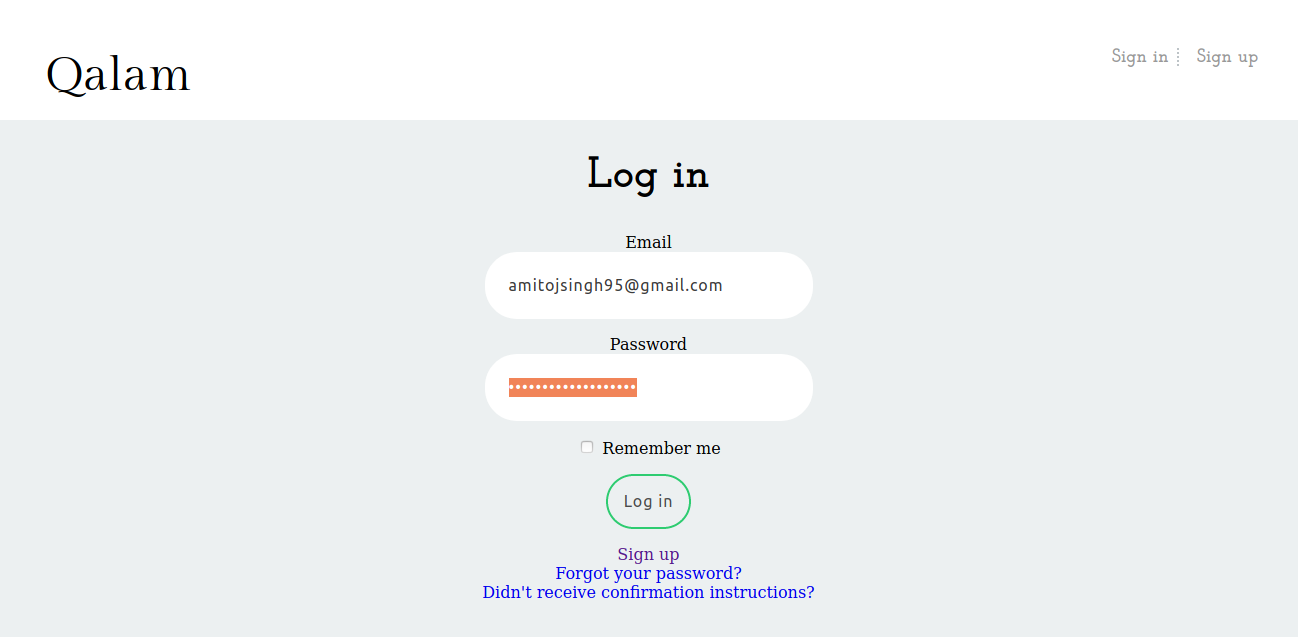 Qalam
Sign in
Sign up
Log in
Email
amitojsingh95@gmail.com
Password
•••••••••••••••••••
Remember me
Log in
Sign up
Forgot your password?
Didn't receive confirmation instructions?